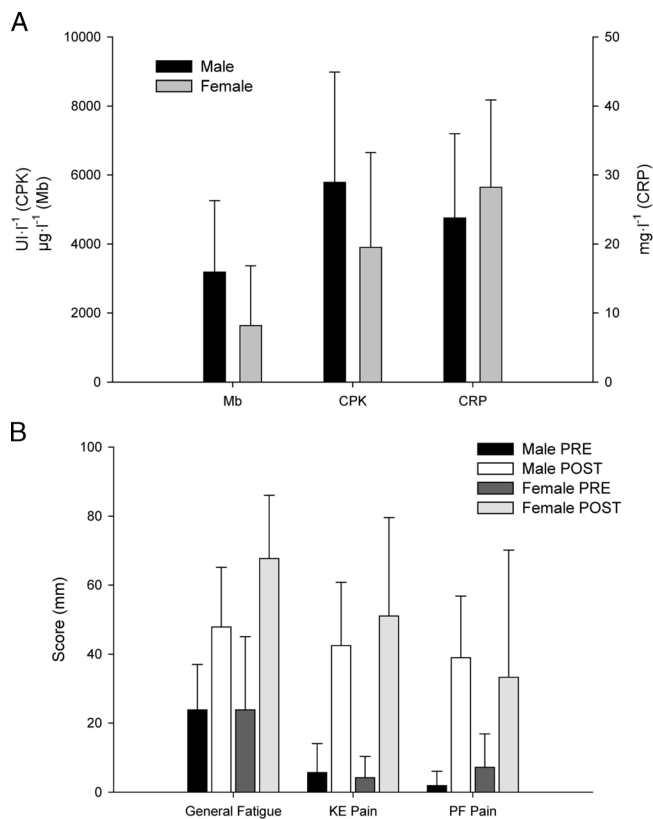 A
10000
8000
6000
4000
2000
0
UI·l⁻¹ (CPK)
µg·l⁻¹ (Mb)
Male
Female
50
40
30
20
10
0
mg·l⁻¹ (CRP)
Mb CPK CRP
B
100
80
60
40
20
0
Score (mm)
Male PRE
Male POST
Female PRE
Female POST
General Fatigue KE Pain PF Pain